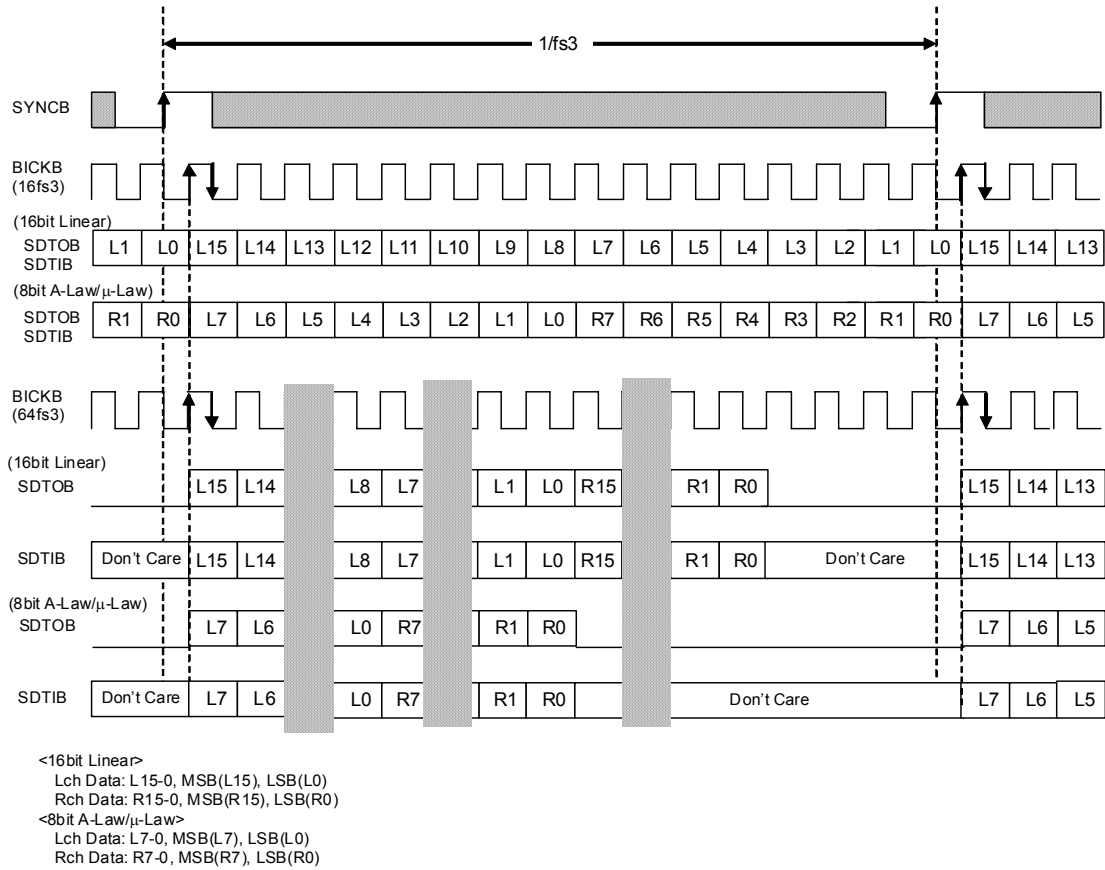 1/fs3
SYNCB
BICKB
(16fs3)
(16bit Linear)
SDTOB
SDTIB
L1 L0 L15 L14 L13 L12 L11 L10 L9 L8 L7 L6 L5 L4 L3 L2 L1 L0 L15 L14 L13
(8bit A-Law/μ-Law)
SDTOB
SDTIB
R1 R0 L7 L6 L5 L4 L3 L2 L1 L0 R7 R6 R5 R4 R3 R2 R1 R0 L7 L6 L5
BICKB
(64fs3)
(16bit Linear)
SDTOB L15 L14 L8 L7 L1 L0 R15 R1 R0 L15 L14 L13
SDTIB Don't Care L15 L14 L8 L7 L1 L0 R15 R1 R0 Don't Care L15 L14 L13
(8bit A-Law/μ-Law)
SDTOB L7 L6 L0 R7 R1 R0 L7 L6 L5
SDTIB Don't Care L7 L6 L0 R7 R1 R0 Don't Care L7 L6 L5
<16bit Linear>
Lch Data: L15-0, MSB(L15), LSB(L0)
Rch Data: R15-0, MSB(R15), LSB(R0)
<8bit A-Law/μ-Law>
Lch Data: L7-0, MSB(L7), LSB(L0)
Rch Data: R7-0, MSB(R7), LSB(R0)